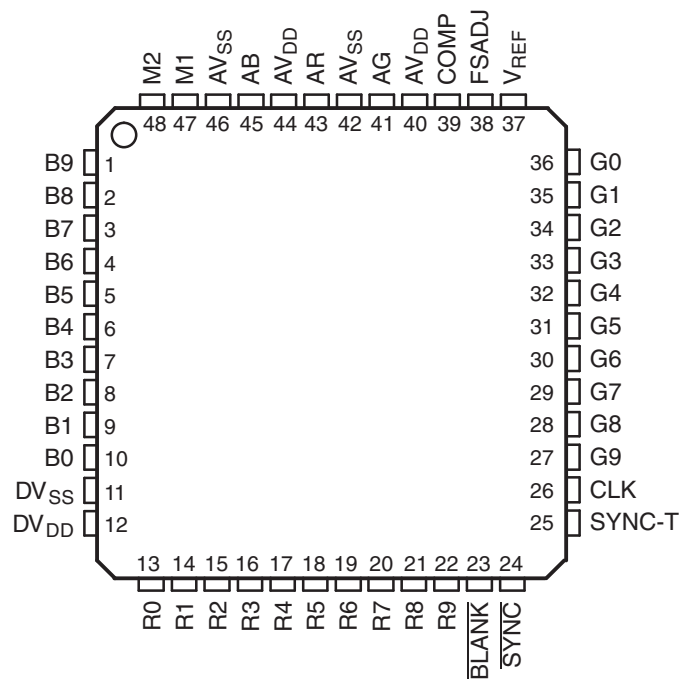 M2 M1 AVSS AB AVDD AR AVSS AG AVDD COMP FSADJ VREF
48 47 46 45 44 43 42 41 40 39 38 37
B9 1 36 G0
B8 2 35 G1
B7 3 34 G2
B6 4 33 G3
B5 5 32 G4
B4 6 31 G5
B3 7 30 G6
B2 8 29 G7
B1 9 28 G8
B0 10 27 G9
DVSS 11 26 CLK
DVDD 12 25 SYNC-T
13 14 15 16 17 18 19 20 21 22 23 24
R0 R1 R2 R3 R4 R5 R6 R7 R8 R9 BLANK SYNC